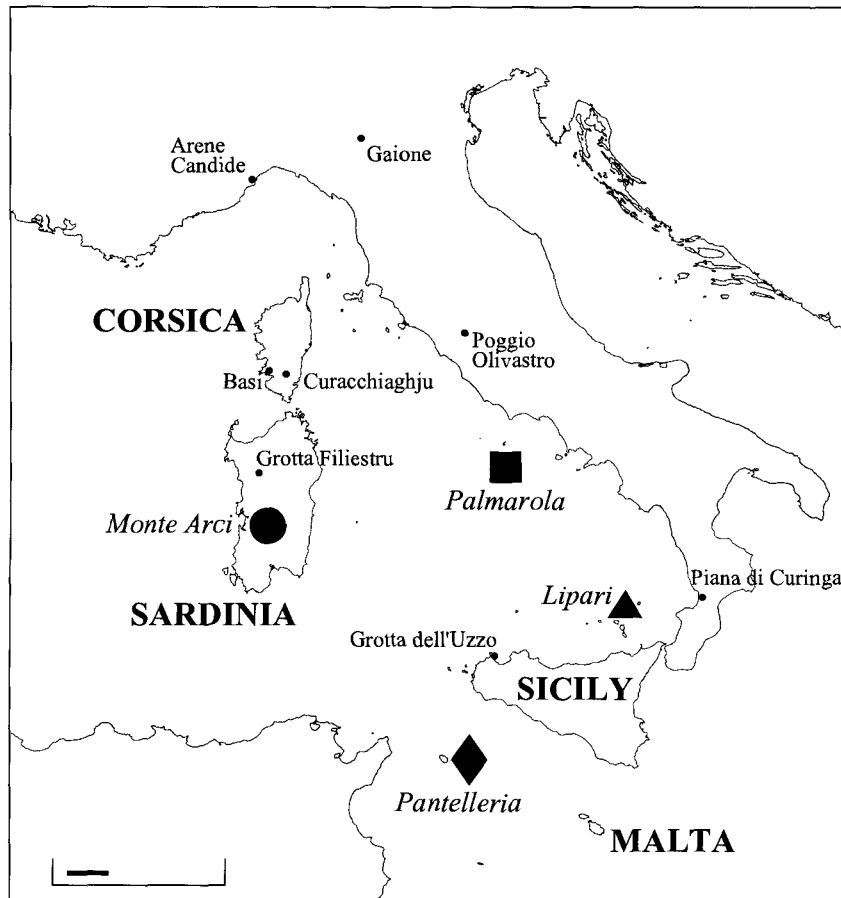 Arene
Candide
Gaione
CORSICA
Poggio
Olivastro
Basi
Curacchiaghju
Grotta Filiestru
Palmarola
Monte Arci
Piana di Curinga
Lipari
SARDINIA
Grotta dell'Uzzo
SICILY
Pantelleria
MALTA